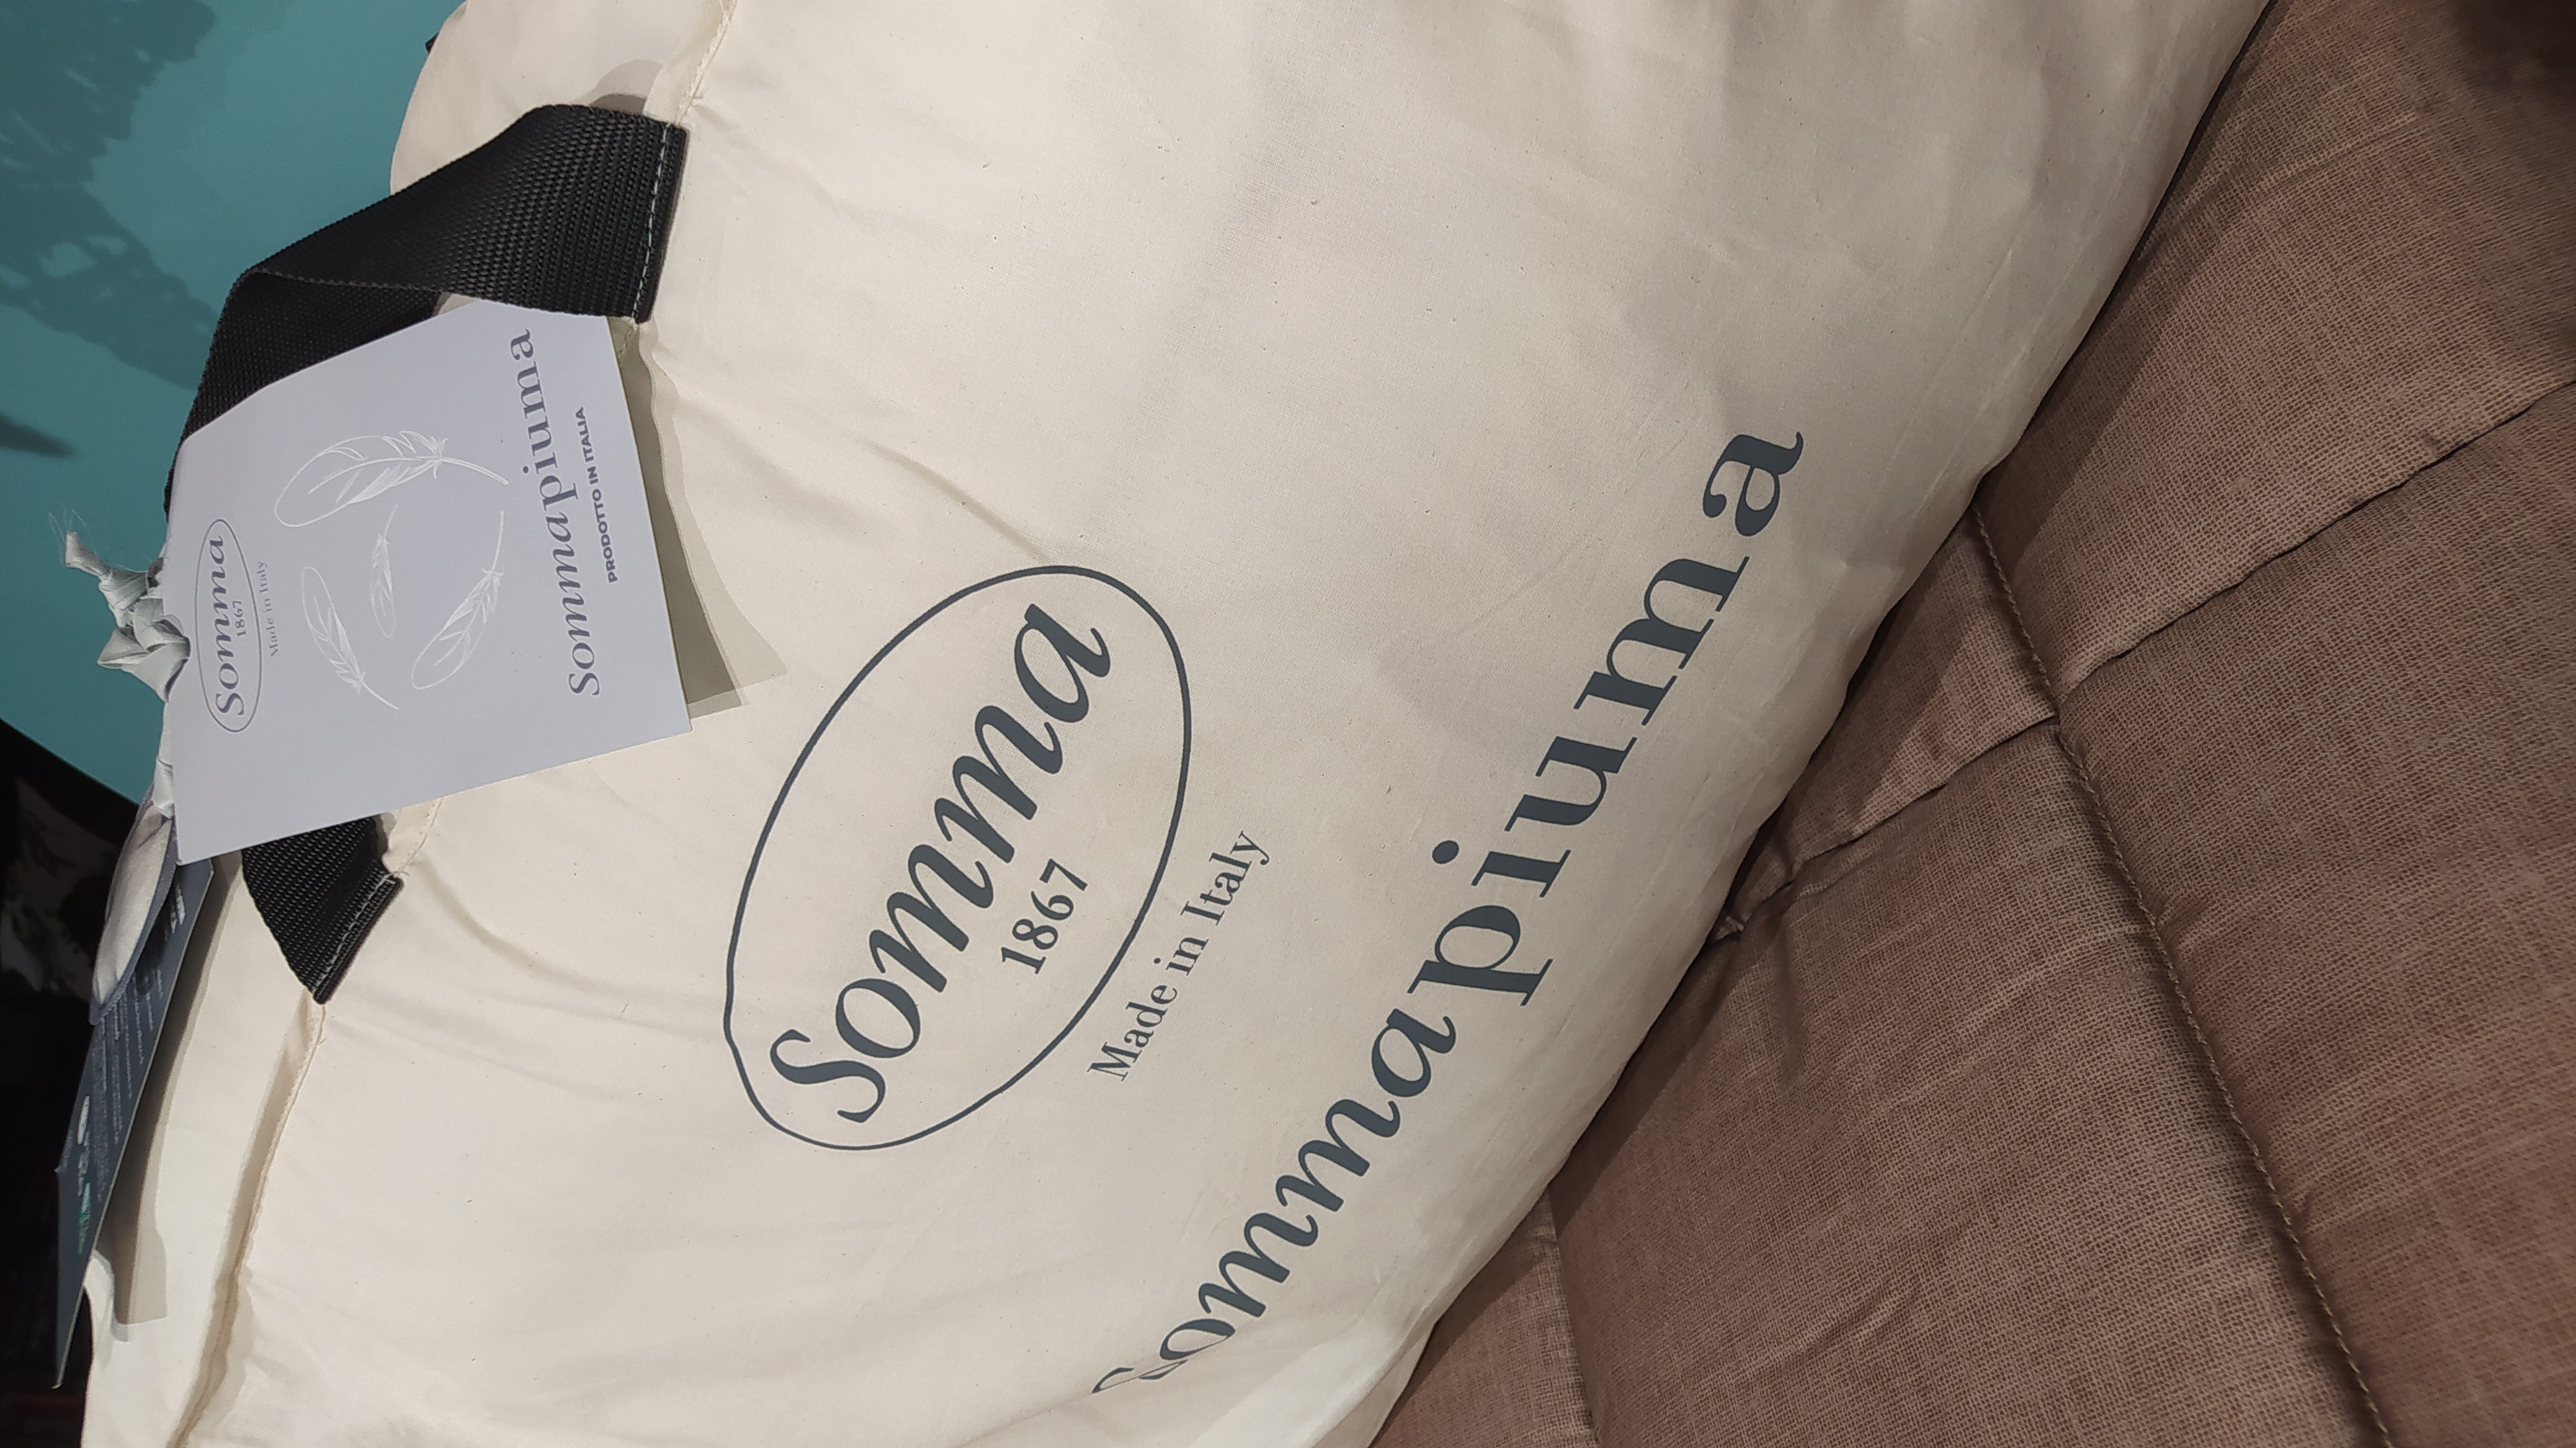 Somma
1867
Made in Italy
Sommapiuma
PRODOTTO IN ITALIA
Somma
1867
Made in Italy
Sommapiuma